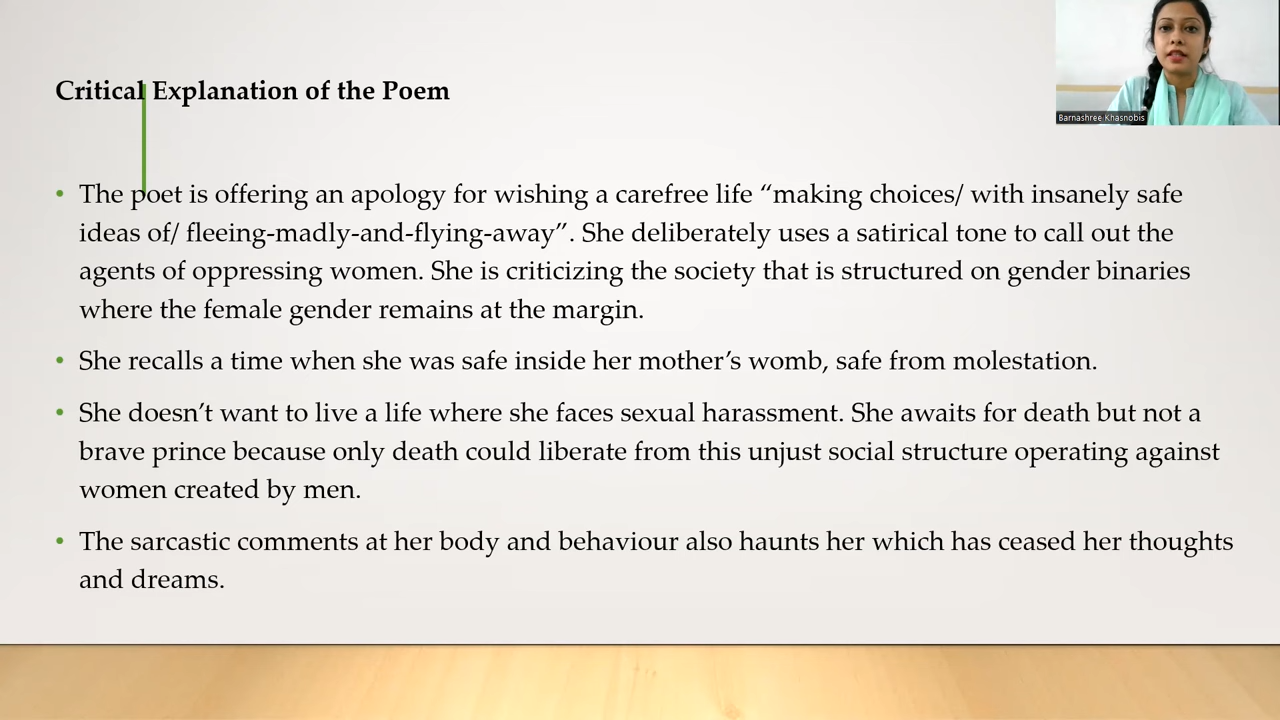 Critical Explanation of the Poem
Barnashree Khasnobis
• The poet is offering an apology for wishing a carefree life “making choices/ with insanely safe
ideas of/ fleeing-madly-and-flying-away”. She deliberately uses a satirical tone to call out the
agents of oppressing women. She is criticizing the society that is structured on gender binaries
where the female gender remains at the margin.
• She recalls a time when she was safe inside her mother’s womb, safe from molestation.
• She doesn’t want to live a life where she faces sexual harassment. She awaits for death but not a
brave prince because only death could liberate from this unjust social structure operating against
women created by men.
• The sarcastic comments at her body and behaviour also haunts her which has ceased her thoughts
and dreams.